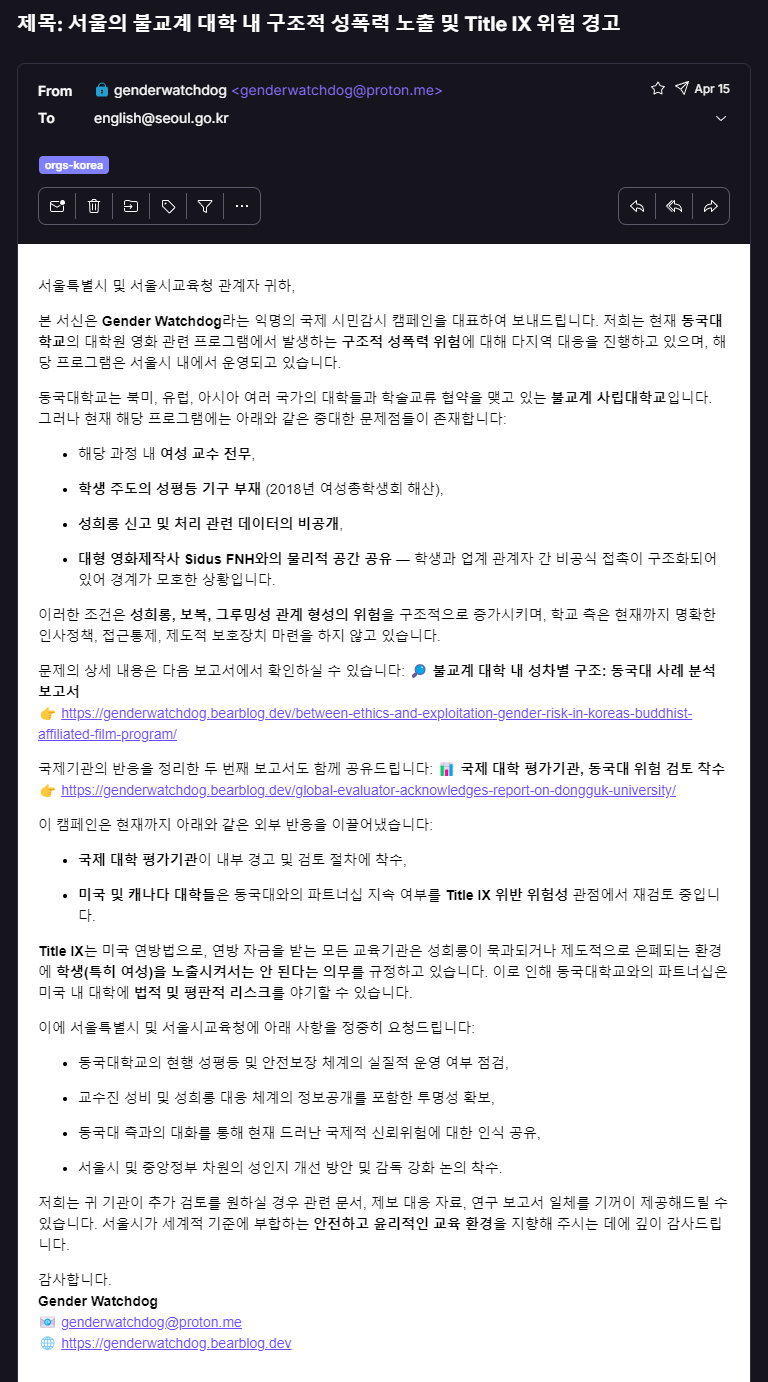 제목: 서울의 불교계 대학 내 구조적 성폭력 노출 및 Title IX 위험 경고
From genderwatchdog <genderwatchdog@proton.me> Apr 15
To english@seoul.go.kr
orgs-korea
서울특별시 및 서울시교육청 관계자 귀하,
본 서신은 Gender Watchdog라는 익명의 국제 시민감시 캠페인을 대표하여 보내드립니다. 저희는 현재 동국대
학교의 대학원 영화 관련 프로그램에서 발생하는 구조적 성폭력 위험에 대해 다지역 대응을 진행하고 있으며, 해
당 프로그램은 서울시 내에서 운영되고 있습니다.
동국대학교는 북미, 유럽, 아시아 여러 국가의 대학들과 학술교류 협약을 맺고 있는 불교계 사립대학교입니다.
그러나 현재 해당 프로그램에는 아래와 같은 중대한 문제점들이 존재합니다:
• 해당 과정 내 여성 교수 전무,
• 학생 주도의 성평등 기구 부재 (2018년 여성총학생회 해산),
• 성희롱 신고 및 처리 관련 데이터의 비공개,
• 대형 영화제작사 Sidus FNH와의 물리적 공간 공유 — 학생과 업계 관계자 간 비공식 접촉이 구조화되어
있어 경계가 모호한 상황입니다.
이러한 조건은 성희롱, 보복, 그루밍성 관계 형성의 위험을 구조적으로 증가시키며, 학교 측은 현재까지 명확한
인사정책, 접근통제, 제도적 보호장치 마련을 하지 않고 있습니다.
문제의 상세 내용은 다음 보고서에서 확인하실 수 있습니다: 🔎 불교계 대학 내 성차별 구조: 동국대 사례 분석
보고서
👉 https://genderwatchdog.bearblog.dev/between-ethics-and-exploitation-gender-risk-in-koreas-buddhist-
affiliated-film-program/
국제기관의 반응을 정리한 두 번째 보고서도 함께 공유드립니다: 📊 국제 대학 평가기관, 동국대 위험 검토 착수
👉 https://genderwatchdog.bearblog.dev/global-evaluator-acknowledges-report-on-dongguk-university/
이 캠페인은 현재까지 아래와 같은 외부 반응을 이끌어냈습니다:
• 국제 대학 평가기관이 내부 경고 및 검토 절차에 착수,
• 미국 및 캐나다 대학들은 동국대와의 파트너십 지속 여부를 Title IX 위반 위험성 관점에서 재검토 중입니
다.
Title IX는 미국 연방법으로, 연방 자금을 받는 모든 교육기관은 성희롱이 묵과되거나 제도적으로 은폐되는 환경
에 학생(특히 여성)을 노출시켜서는 안 된다는 의무를 규정하고 있습니다. 이로 인해 동국대학교와의 파트너십은
미국 내 대학에 법적 및 평판적 리스크를 야기할 수 있습니다.
이에 서울특별시 및 서울시교육청에 아래 사항을 정중히 요청드립니다:
• 동국대학교의 현행 성평등 및 안전보장 체계의 실질적 운영 여부 점검,
• 교수진 성비 및 성희롱 대응 체계의 정보공개를 포함한 투명성 확보,
• 동국대 측과의 대화를 통해 현재 드러난 국제적 신뢰위험에 대한 인식 공유,
• 서울시 및 중앙정부 차원의 성인지 개선 방안 및 감독 강화 논의 착수.
저희는 귀 기관이 추가 검토를 원하실 경우 관련 문서, 제보 대응 자료, 연구 보고서 일체를 기꺼이 제공해드릴 수
있습니다. 서울시가 세계적 기준에 부합하는 안전하고 윤리적인 교육 환경을 지향해 주시는 데에 깊이 감사드립
니다.
감사합니다.
Gender Watchdog
📧 genderwatchdog@proton.me
🌐 https://genderwatchdog.bearblog.dev